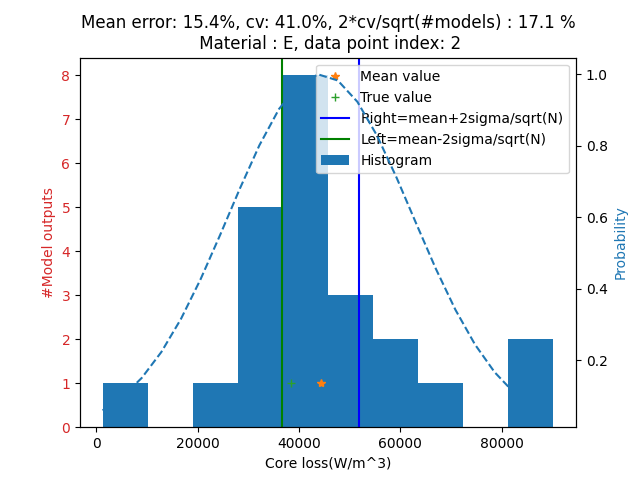 Mean error: 15.4%, cv: 41.0%, 2*cv/sqrt(#models) : 17.1 %
Material : E, data point index: 2
8
7
6
5
4
3
2
1
0
#Model outputs
Mean value
True value
Right=mean+2sigma/sqrt(N)
Left=mean-2sigma/sqrt(N)
Histogram
1.0
0.8
0.6
0.4
0.2
Probability
0
20000
40000
60000
80000
Core loss(W/m^3)